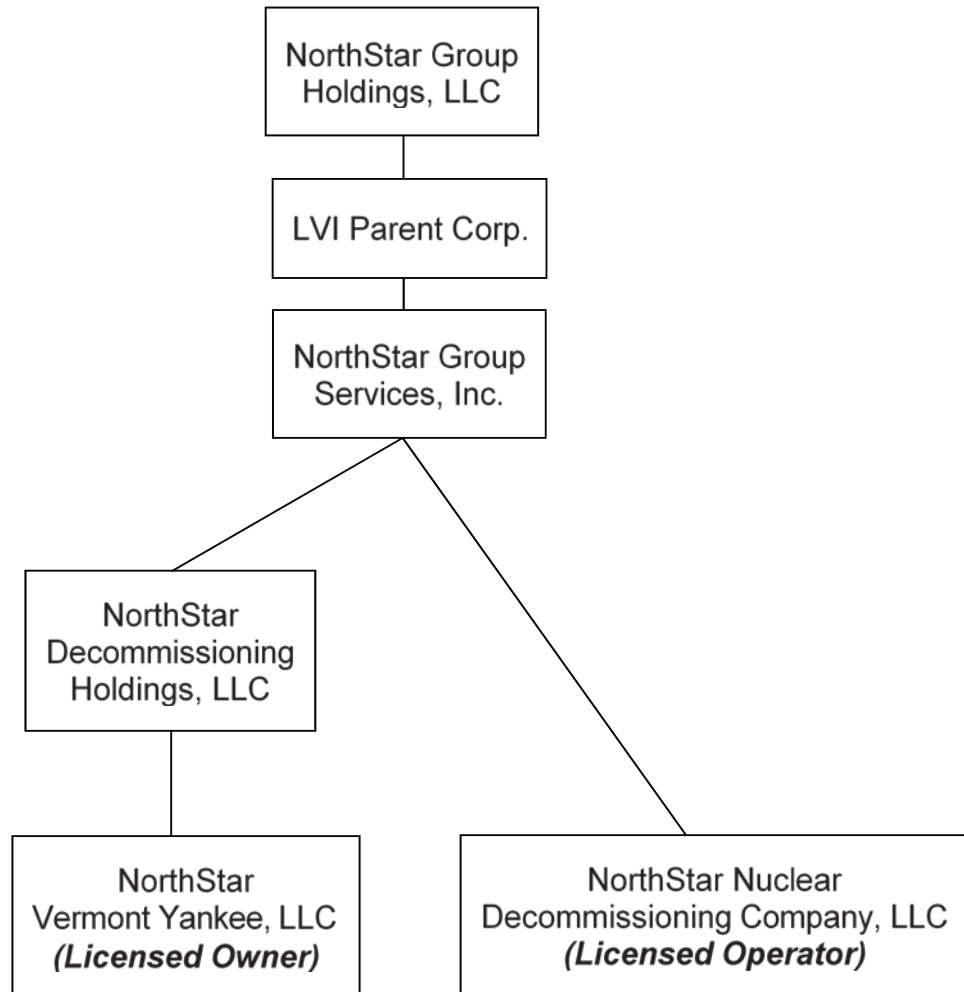 NorthStar Group
Holdings, LLC
LVI Parent Corp.
NorthStar Group
Services, Inc.
NorthStar
Decommissioning
Holdings, LLC
NorthStar
Vermont Yankee, LLC
(Licensed Owner)
NorthStar Nuclear
Decommissioning Company, LLC
(Licensed Operator)